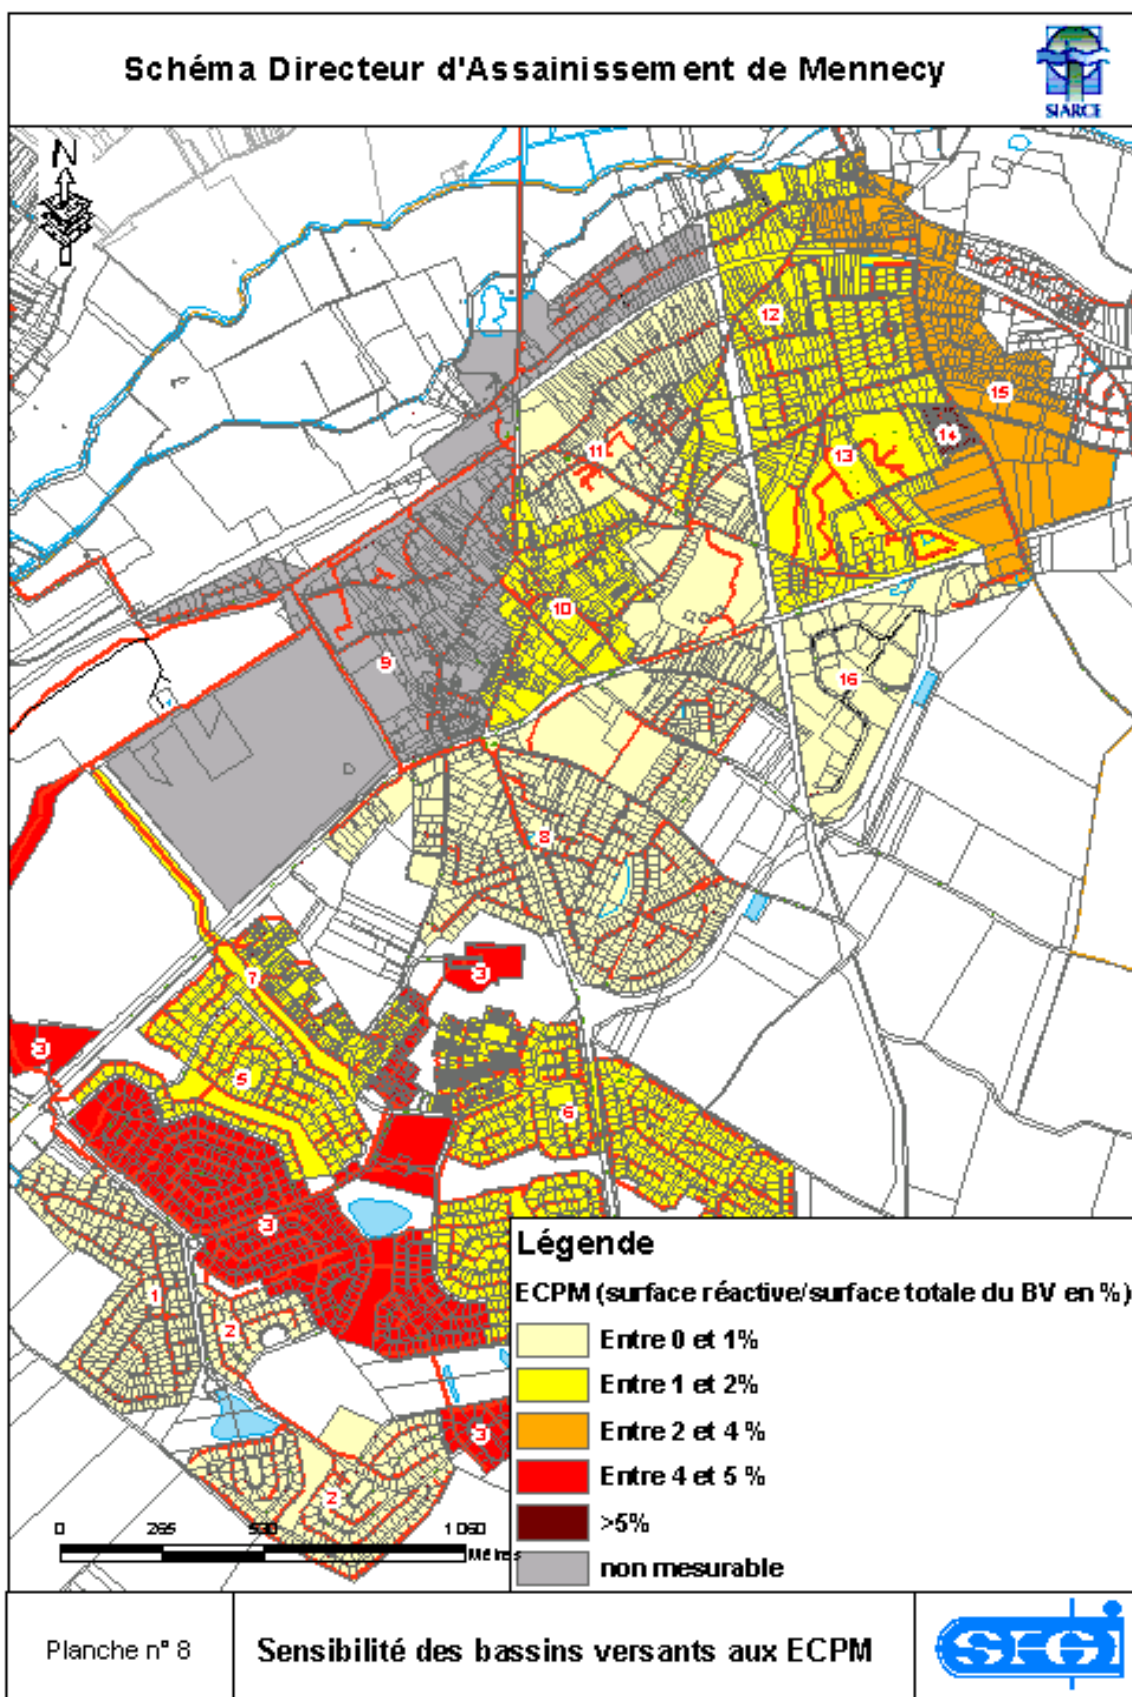 Schéma Directeur d'Assainissement de Mennecy
SIARCE
N
12
15
14
11
13
10
9
16
8
3
7
3
5
6
3
1
2
3
2
0 265 530 1 060
Mètres
Légende
ECPM (surface réactive/surface totale du BV en %)
Entre 0 et 1%
Entre 1 et 2%
Entre 2 et 4 %
Entre 4 et 5 %
>5%
non mesurable
Planche n° 8
Sensibilité des bassins versants aux ECPM
SFGI